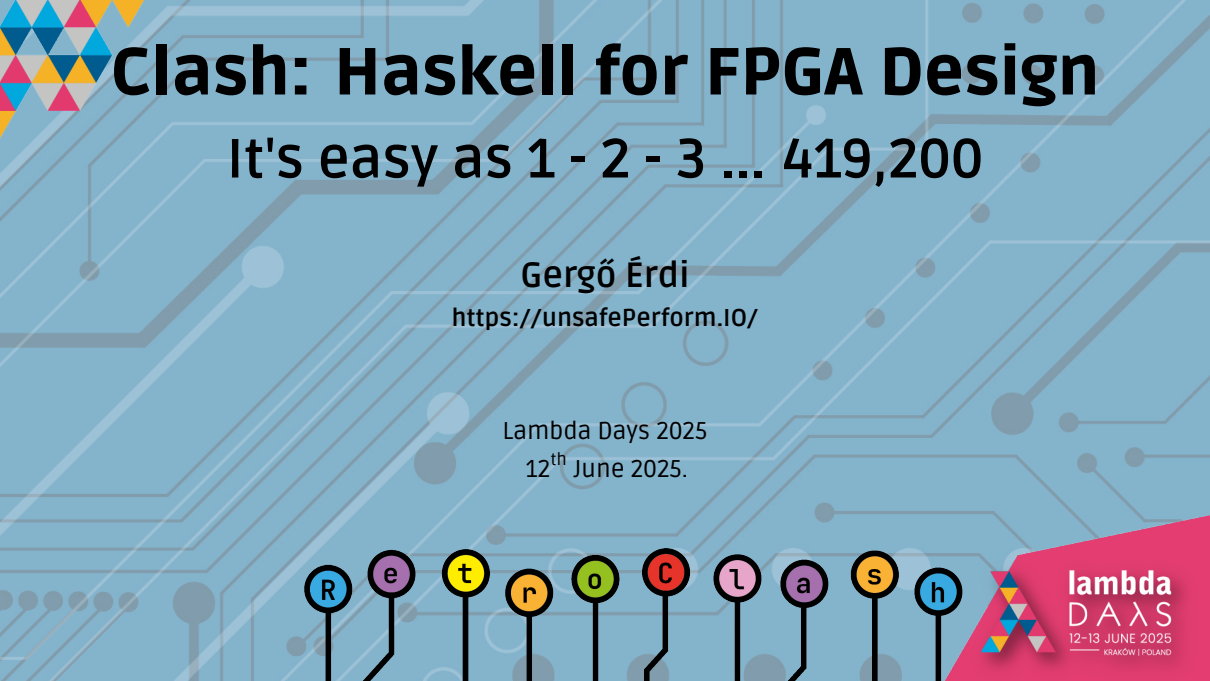 Clash: Haskell for FPGA Design
It's easy as 1 - 2 - 3 ... 419,200
Gergő Érdi
https://unsafePerform.IO/
Lambda Days 2025
12th June 2025.
RetroClash
lambda
DAλS
12-13 JUNE 2025
KRAKÓW | POLAND